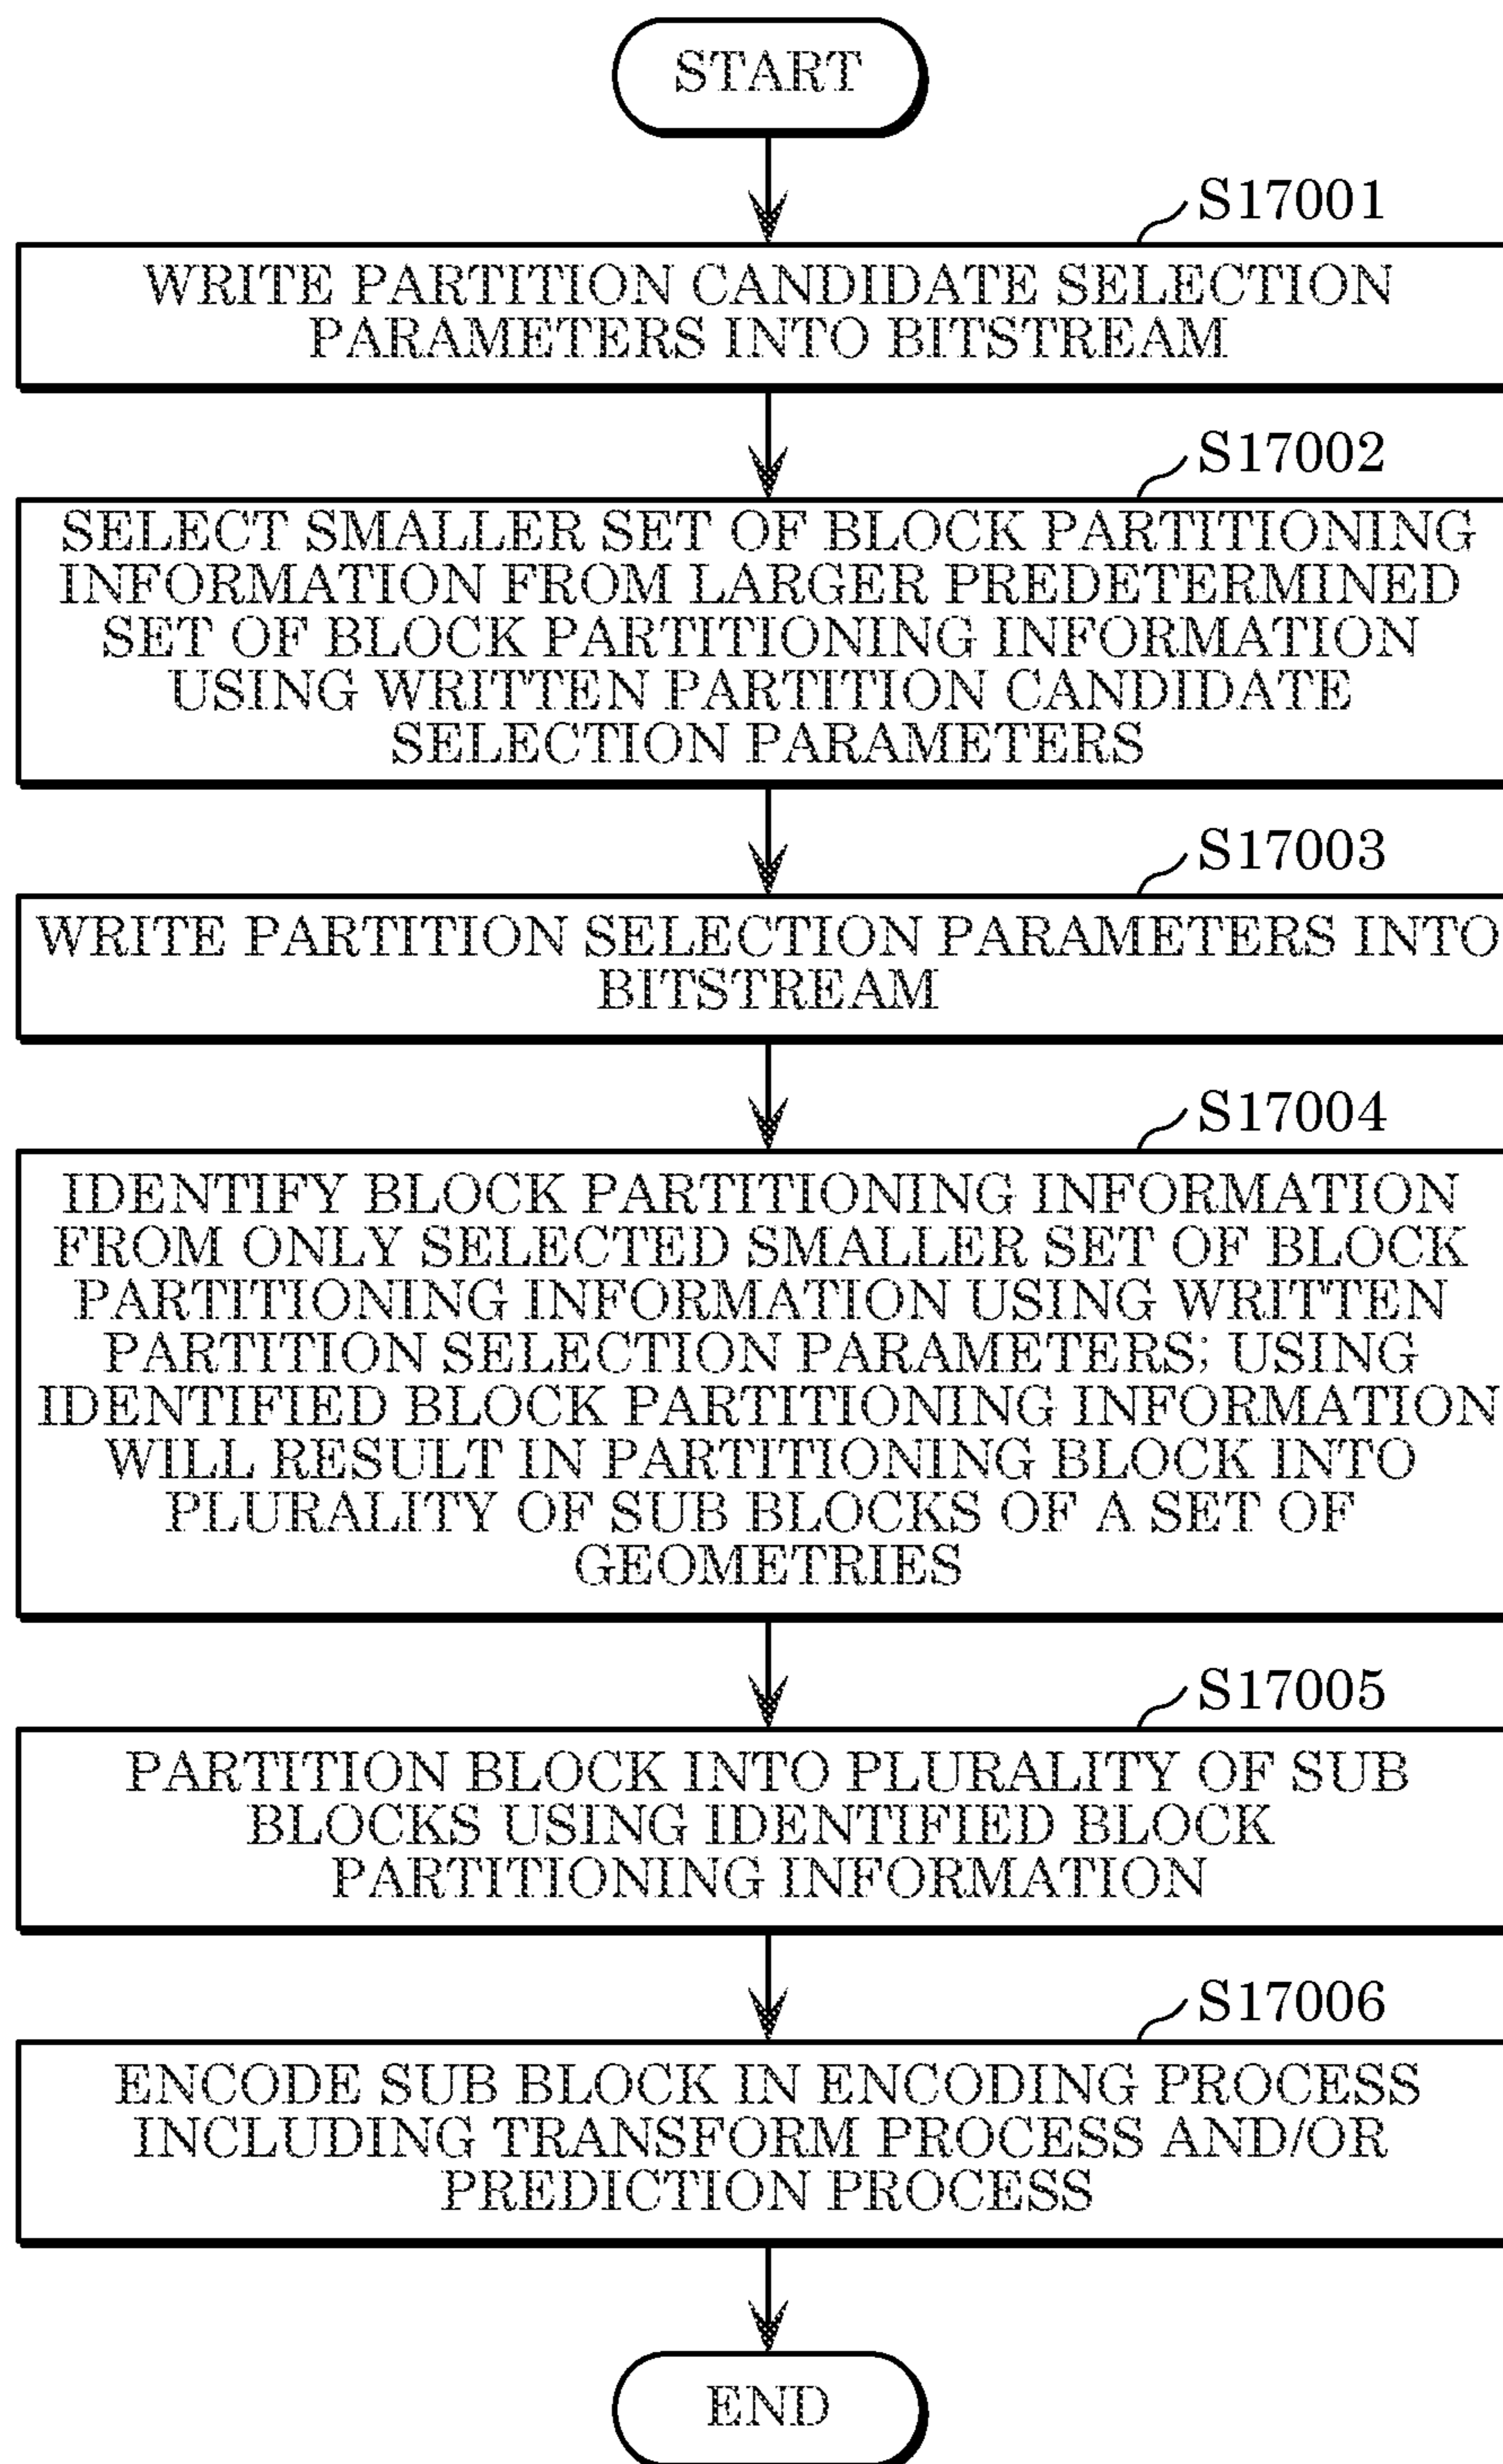 START
S17001
WRITE PARTITION CANDIDATE SELECTION
PARAMETERS INTO BITSTREAM
S17002
SELECT SMALLER SET OF BLOCK PARTITIONING
INFORMATION FROM LARGER PREDETERMINED
SET OF BLOCK PARTITIONING INFORMATION
USING WRITTEN PARTITION CANDIDATE
SELECTION PARAMETERS
S17003
WRITE PARTITION SELECTION PARAMETERS INTO
BITSTREAM
S17004
IDENTIFY BLOCK PARTITIONING INFORMATION
FROM ONLY SELECTED SMALLER SET OF BLOCK
PARTITIONING INFORMATION USING WRITTEN
PARTITION SELECTION PARAMETERS; USING
IDENTIFIED BLOCK PARTITIONING INFORMATION
WILL RESULT IN PARTITIONING BLOCK INTO
PLURALITY OF SUB BLOCKS OF A SET OF
GEOMETRIES
S17005
PARTITION BLOCK INTO PLURALITY OF SUB
BLOCKS USING IDENTIFIED BLOCK
PARTITIONING INFORMATION
S17006
ENCODE SUB BLOCK IN ENCODING PROCESS
INCLUDING TRANSFORM PROCESS AND/OR
PREDICTION PROCESS
END